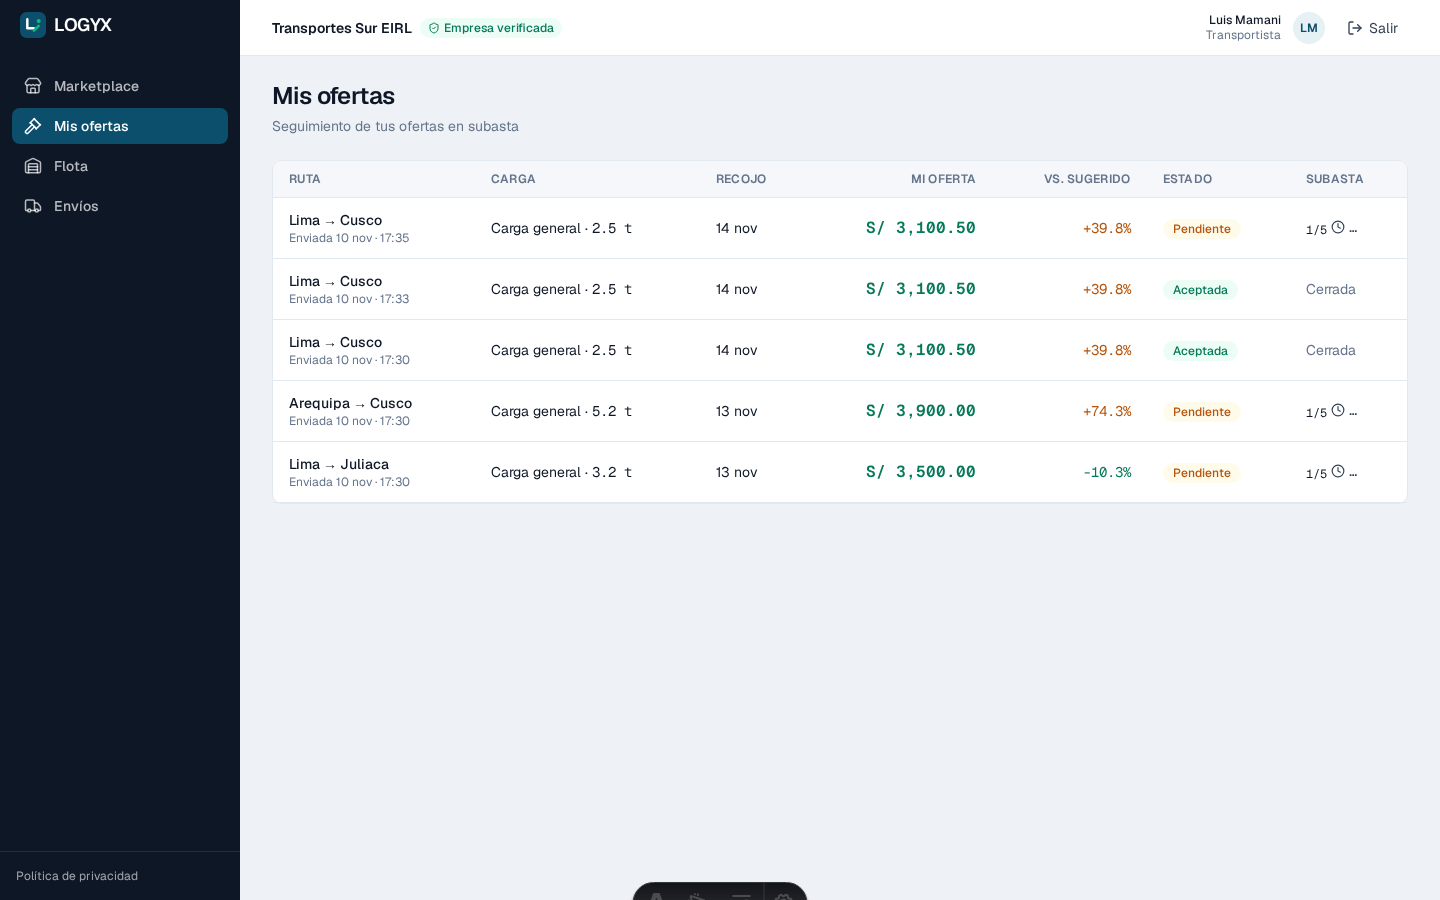 LOGYX
Transportes Sur EIRL Empresa verificada
Luis Mamani
Transportista
LM
Salir
Marketplace
Mis ofertas
Flota
Envíos
Política de privacidad
Mis ofertas
Seguimiento de tus ofertas en subasta
RUTA CARGA RECOJO MI OFERTA VS. SUGERIDO ESTADO SUBASTA
Lima → Cusco
Enviada 10 nov · 17:35
Carga general · 2.5 t 14 nov S/ 3,100.50 +39.8% Pendiente 1/5 …
Lima → Cusco
Enviada 10 nov · 17:33
Carga general · 2.5 t 14 nov S/ 3,100.50 +39.8% Aceptada Cerrada
Lima → Cusco
Enviada 10 nov · 17:30
Carga general · 2.5 t 14 nov S/ 3,100.50 +39.8% Aceptada Cerrada
Arequipa → Cusco
Enviada 10 nov · 17:30
Carga general · 5.2 t 13 nov S/ 3,900.00 +74.3% Pendiente 1/5 …
Lima → Juliaca
Enviada 10 nov · 17:30
Carga general · 3.2 t 13 nov S/ 3,500.00 -10.3% Pendiente 1/5 …